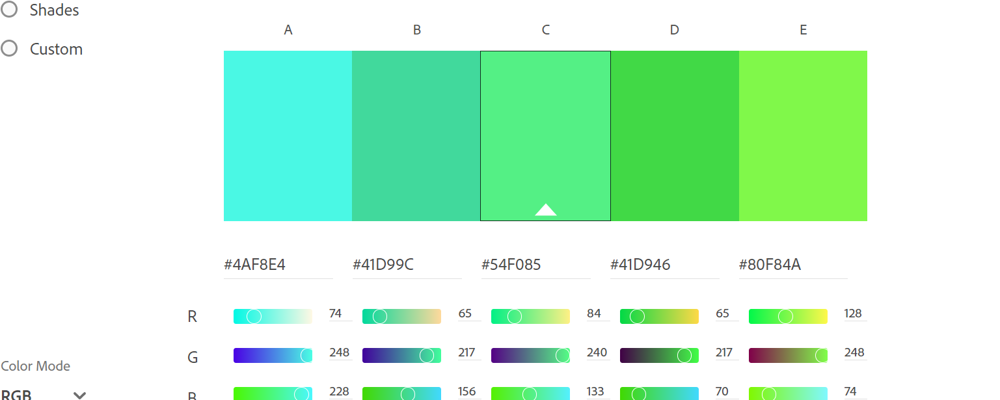 Shades
Custom
A B C D E
#4AF8E4 #41D99C #54F085 #41D946 #80F84A
R 74 65 84 65 128
G 248 217 240 217 248
Color Mode
B 228 156 133 70 74
RGB